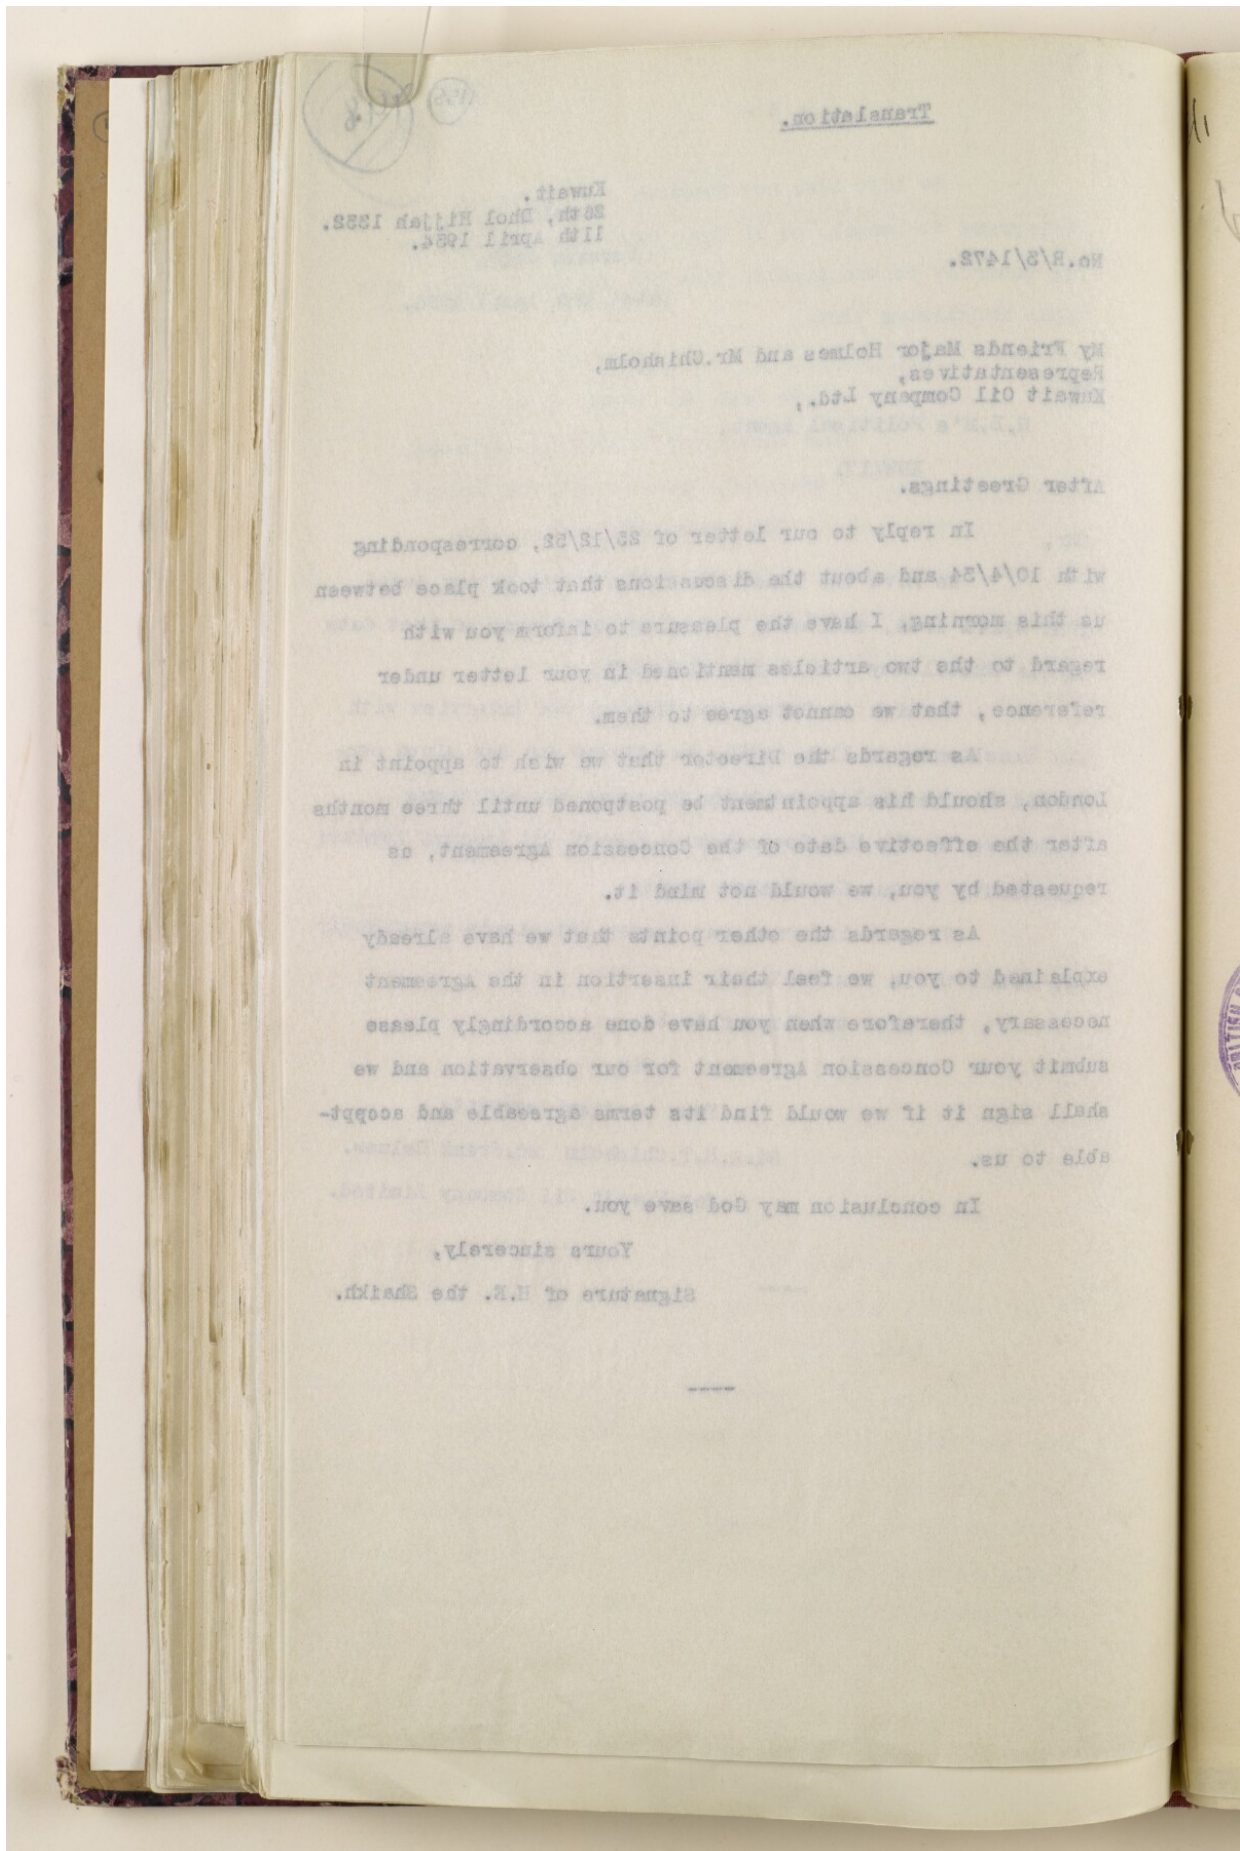 Translation.
Kuwait.
26th, Dhol Hijjah 1352.
11th April 1934.
No.R/3/1472.
My Friends Major Holmes and Mr.Chisholm,
Representatives,
Kuwait Oil Company Ltd.,
After Greetings.
In reply to our letter of 25/12/52, corresponding
with 10/4/34 and about the discussions that took place between
us this morning, I have the pleasure to inform you with
regard to the two articles mentioned in your letter under
reference, that we cannot agree to them.
As regards the Director that we wish to appoint in
London, should his appointment be postponed until three months
after the effective date of the Concession Agreement, as
requested by you, we would not mind it.
As regards the other points that we have already
explained to you, we feel their insertion in the Agreement
necessary, therefore when you have done accordingly please
submit your Concession Agreement for our observation and we
shall sign it if we would find its terms agreeable and accppt-
able to us.
In conclusion may God save you.
Yours sincerely,
Signature of H.E. the Shaikh.